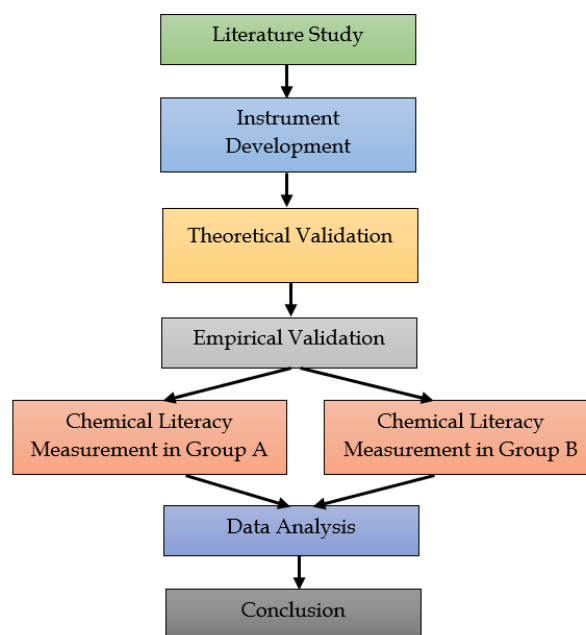 Literature Study
Instrument
Development
Theoretical Validation
Empirical Validation
Chemical Literacy
Measurement in Group A
Chemical Literacy
Measurement in Group B
Data Analysis
Conclusion